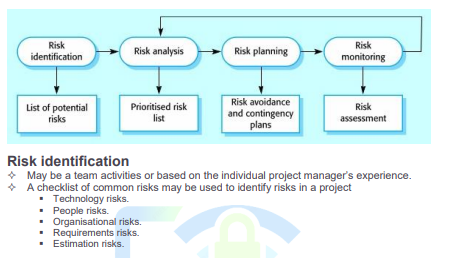 Risk
identification
Risk analysis
Risk planning
Risk
monitoring
List of potential
risks
Prioritised risk
list
Risk avoidance
and contingency
plans
Risk
assessment
Risk identification
✧ May be a team activities or based on the individual project manager's experience.
✧ A checklist of common risks may be used to identify risks in a project
▪ Technology risks.
▪ People risks.
▪ Organisational risks.
▪ Requirements risks.
▪ Estimation risks.